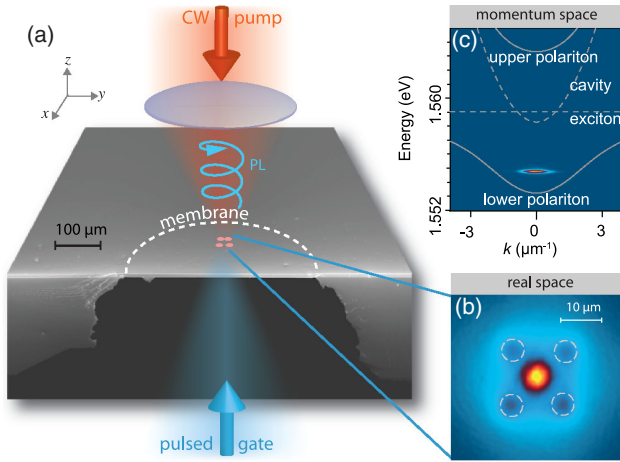 (a)
CW pump
z
y
x
PL
membrane
100 µm
pulsed gate
momentum space
(c)
upper polariton
cavity
exciton
lower polariton
Energy (eV)
1.560
1.552
-3 0 3
k (µm⁻¹)
real space
(b)
10 µm